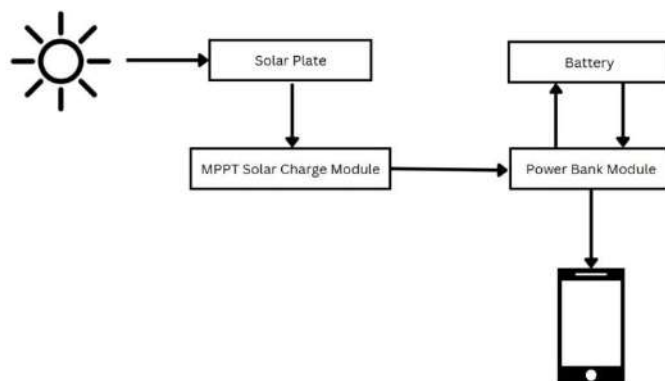 Solar Plate
Battery
MPPT Solar Charge Module
Power Bank Module